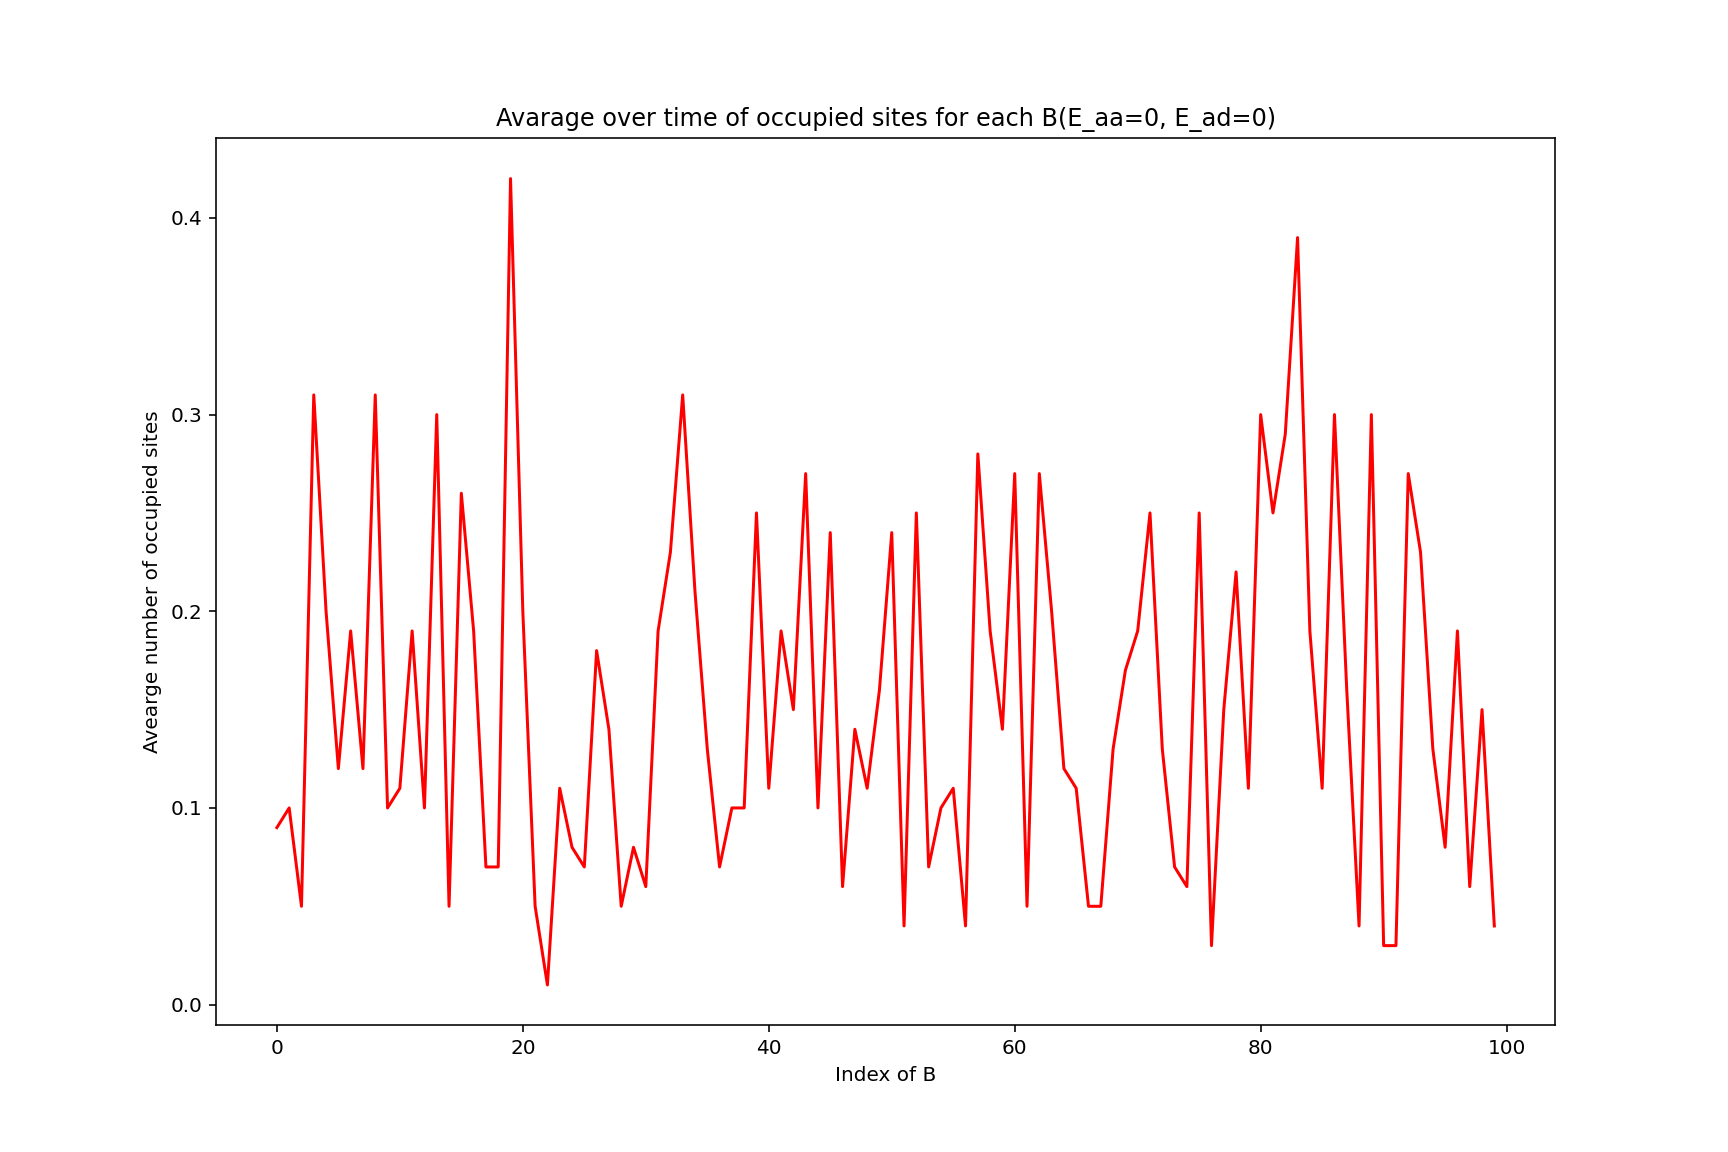 Avarage over time of occupied sites for each B(E_aa=0, E_ad=0)
Avearge number of occupied sites
0.4
0.3
0.2
0.1
0.0
0 20 40 60 80 100
Index of B